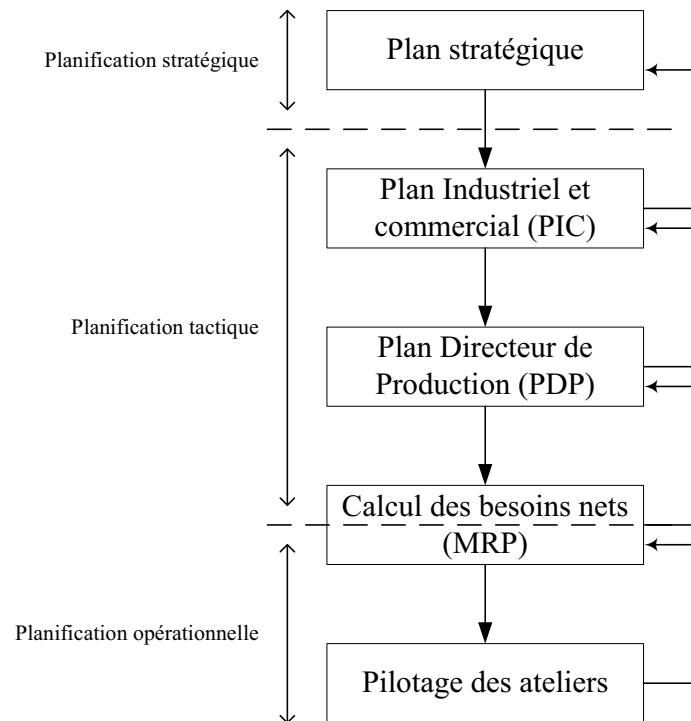 Plan stratégique
Planification stratégique
Plan Industriel et
commercial (PIC)
Planification tactique
Plan Directeur de
Production (PDP)
Calcul des besoins nets
(MRP)
Planification opérationnelle
Pilotage des ateliers